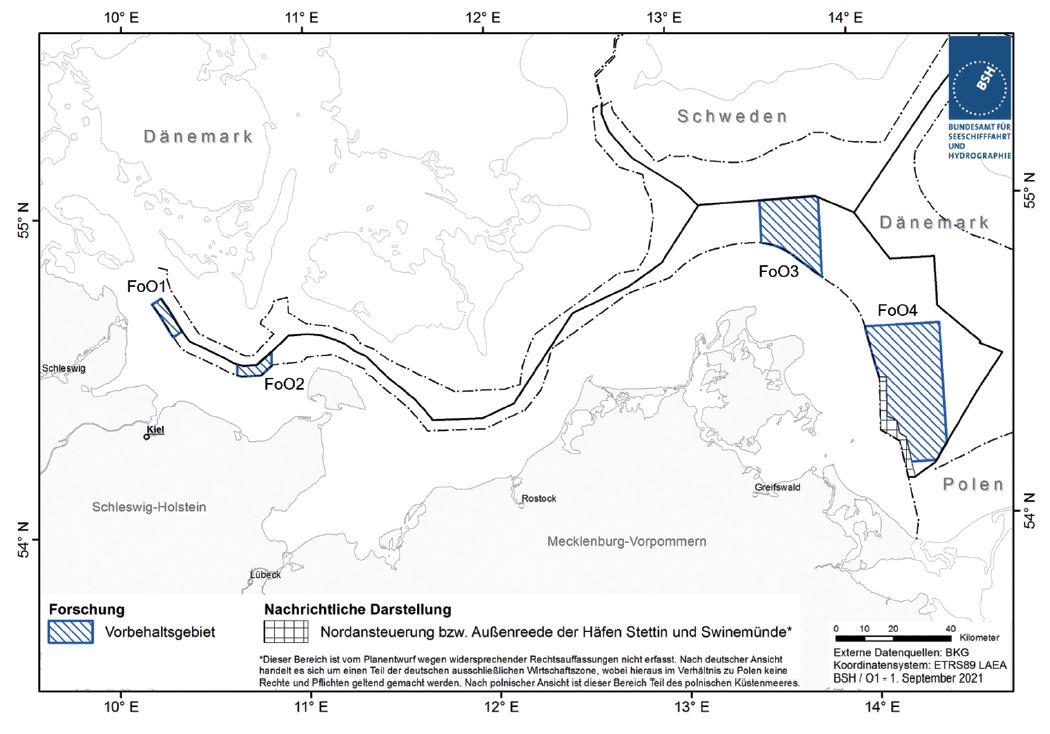 10° E 11° E 12° E 13° E 14° E
BSH
BUNDESAMT FÜR
SEESCHIFFFAHRT
UND
HYDROGRAPHIE
Schweden
Dänemark
55° N
55° N
Dänemark
FoO3
FoO1
FoO4
Schleswig
FoO2
Kiel
Polen
Greifswald
Rostock
Schleswig-Holstein
54° N
54° N
Mecklenburg-Vorpommern
Lübeck
Forschung
Vorbehaltsgebiet
Nachrichtliche Darstellung
Nordansteuerung bzw. Außenreede der Häfen Stettin und Swinemünde*
*Dieser Bereich ist vom Planentwurf wegen widersprechender Rechtsauffassungen nicht erfasst. Nach deutscher Ansicht
handelt es sich um einen Teil der deutschen ausschließlichen Wirtschaftszone, wobei hieraus im Verhältnis zu Polen keine
Rechte und Pflichten geltend gemacht werden. Nach polnischer Ansicht ist dieser Bereich Teil des polnischen Küstenmeeres.
0 10 20 40
Kilometer
Externe Datenquellen: BKG
Koordinatensystem: ETRS89 LAEA
BSH / O1 - 1. September 2021
10° E 11° E 12° E 13° E 14° E